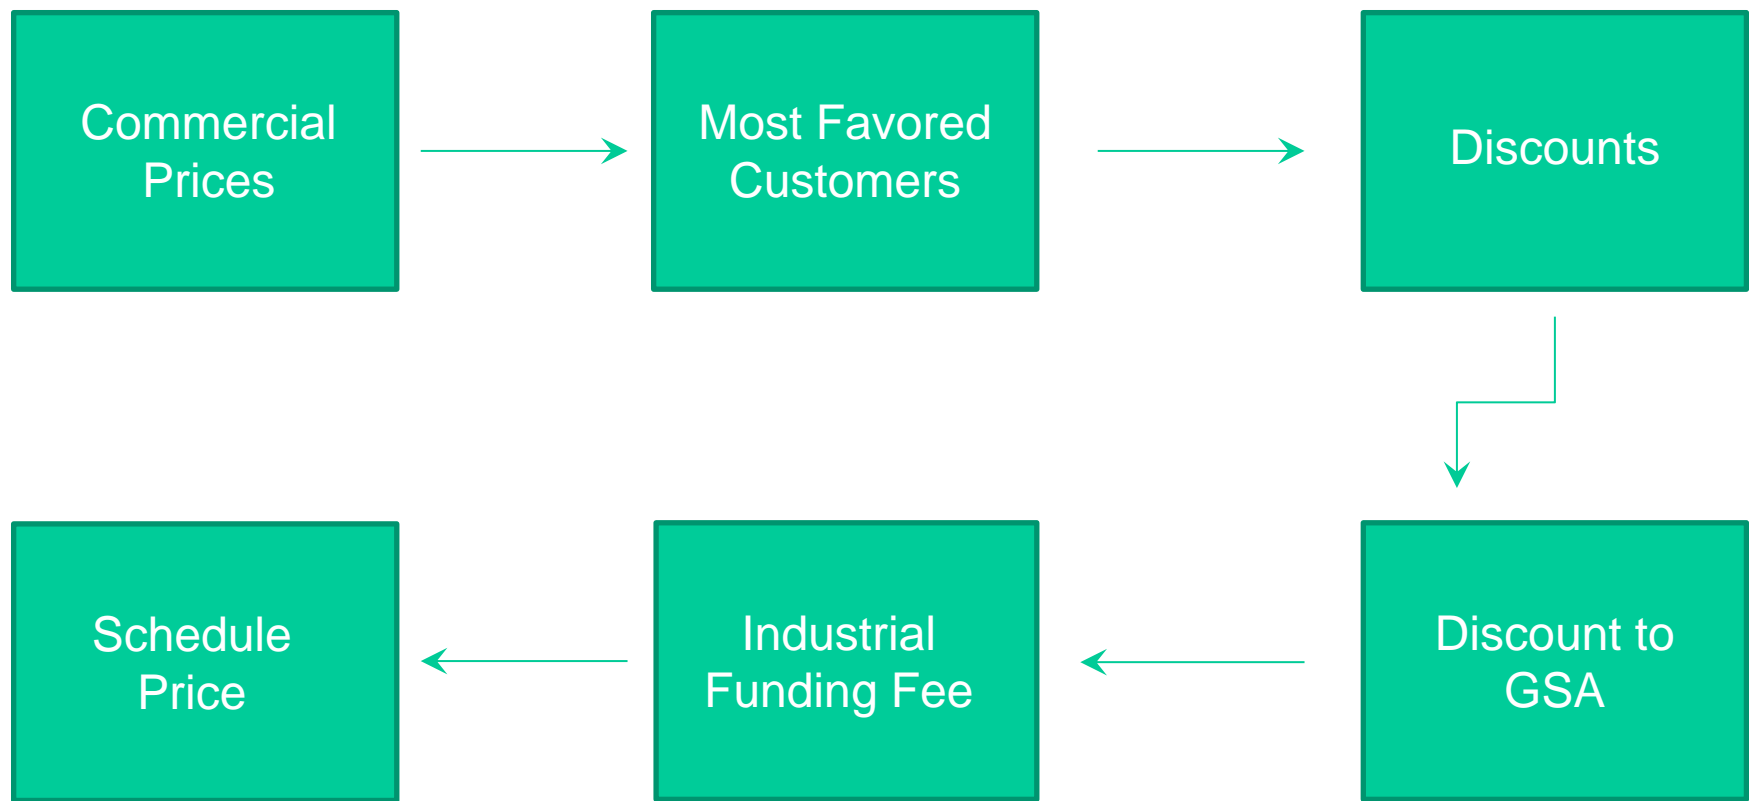 Commercial
Prices
Most Favored
Customers
Discounts
Discount to
GSA
Industrial
Funding Fee
Schedule
Price